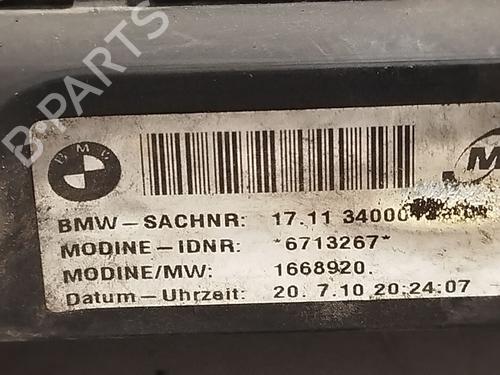 B PARTS
BMW
BMW-SACHNR: 17.11 34000
MODINE-IDNR: *6713267*
MODINE/MW: 1668920.
Datum-Uhrzeit: 20. 7.10 20:24:07